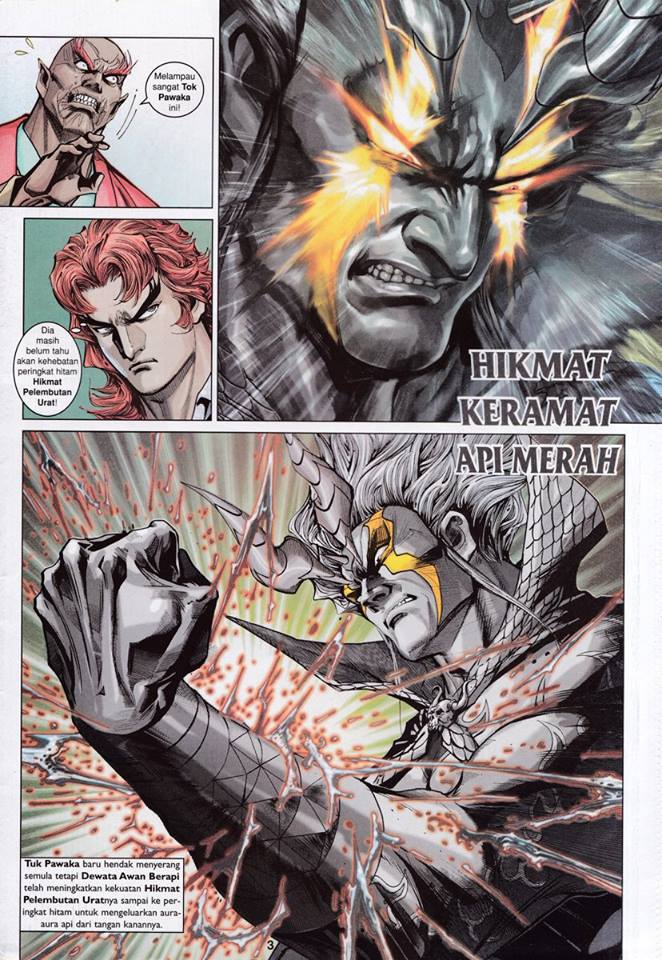 Melampau
sangat Tok
Pawaka
ini!
Dia
masih
belum tahu
akan kehebatan
peringkat hitam
Hikmat
Pelembutan
Urat!
HIKMAT
KERAMAT
API MERAH
Tuk Pawaka baru hendak menyerang
semula tetapi Dewata Awan Berapi
telah meningkatkan kekuatan Hikmat
Pelembutan Uratnya sampai ke per-
ingkat hitam untuk mengeluarkan aura-
aura api dari tangan kanannya.
3